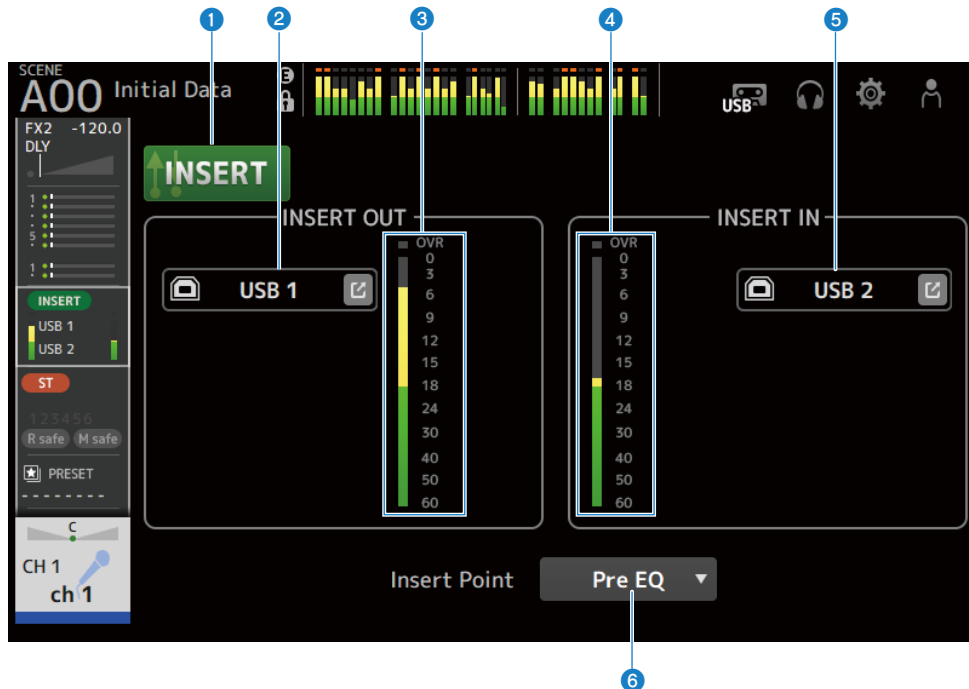 1 2 3 4 5
SCENE
A00 Initial Data
E
USB
FX2 -120.0
DLY
1
5
1
INSERT
USB 1
USB 2
ST
123456
R safe M safe
PRESET
--------
C
CH 1
ch 1
INSERT
INSERT OUT
USB 1
OVR
0
3
6
9
12
15
18
24
30
40
50
60
INSERT IN
OVR
0
3
6
9
12
15
18
24
30
40
50
60
USB 2
Insert Point Pre EQ
6